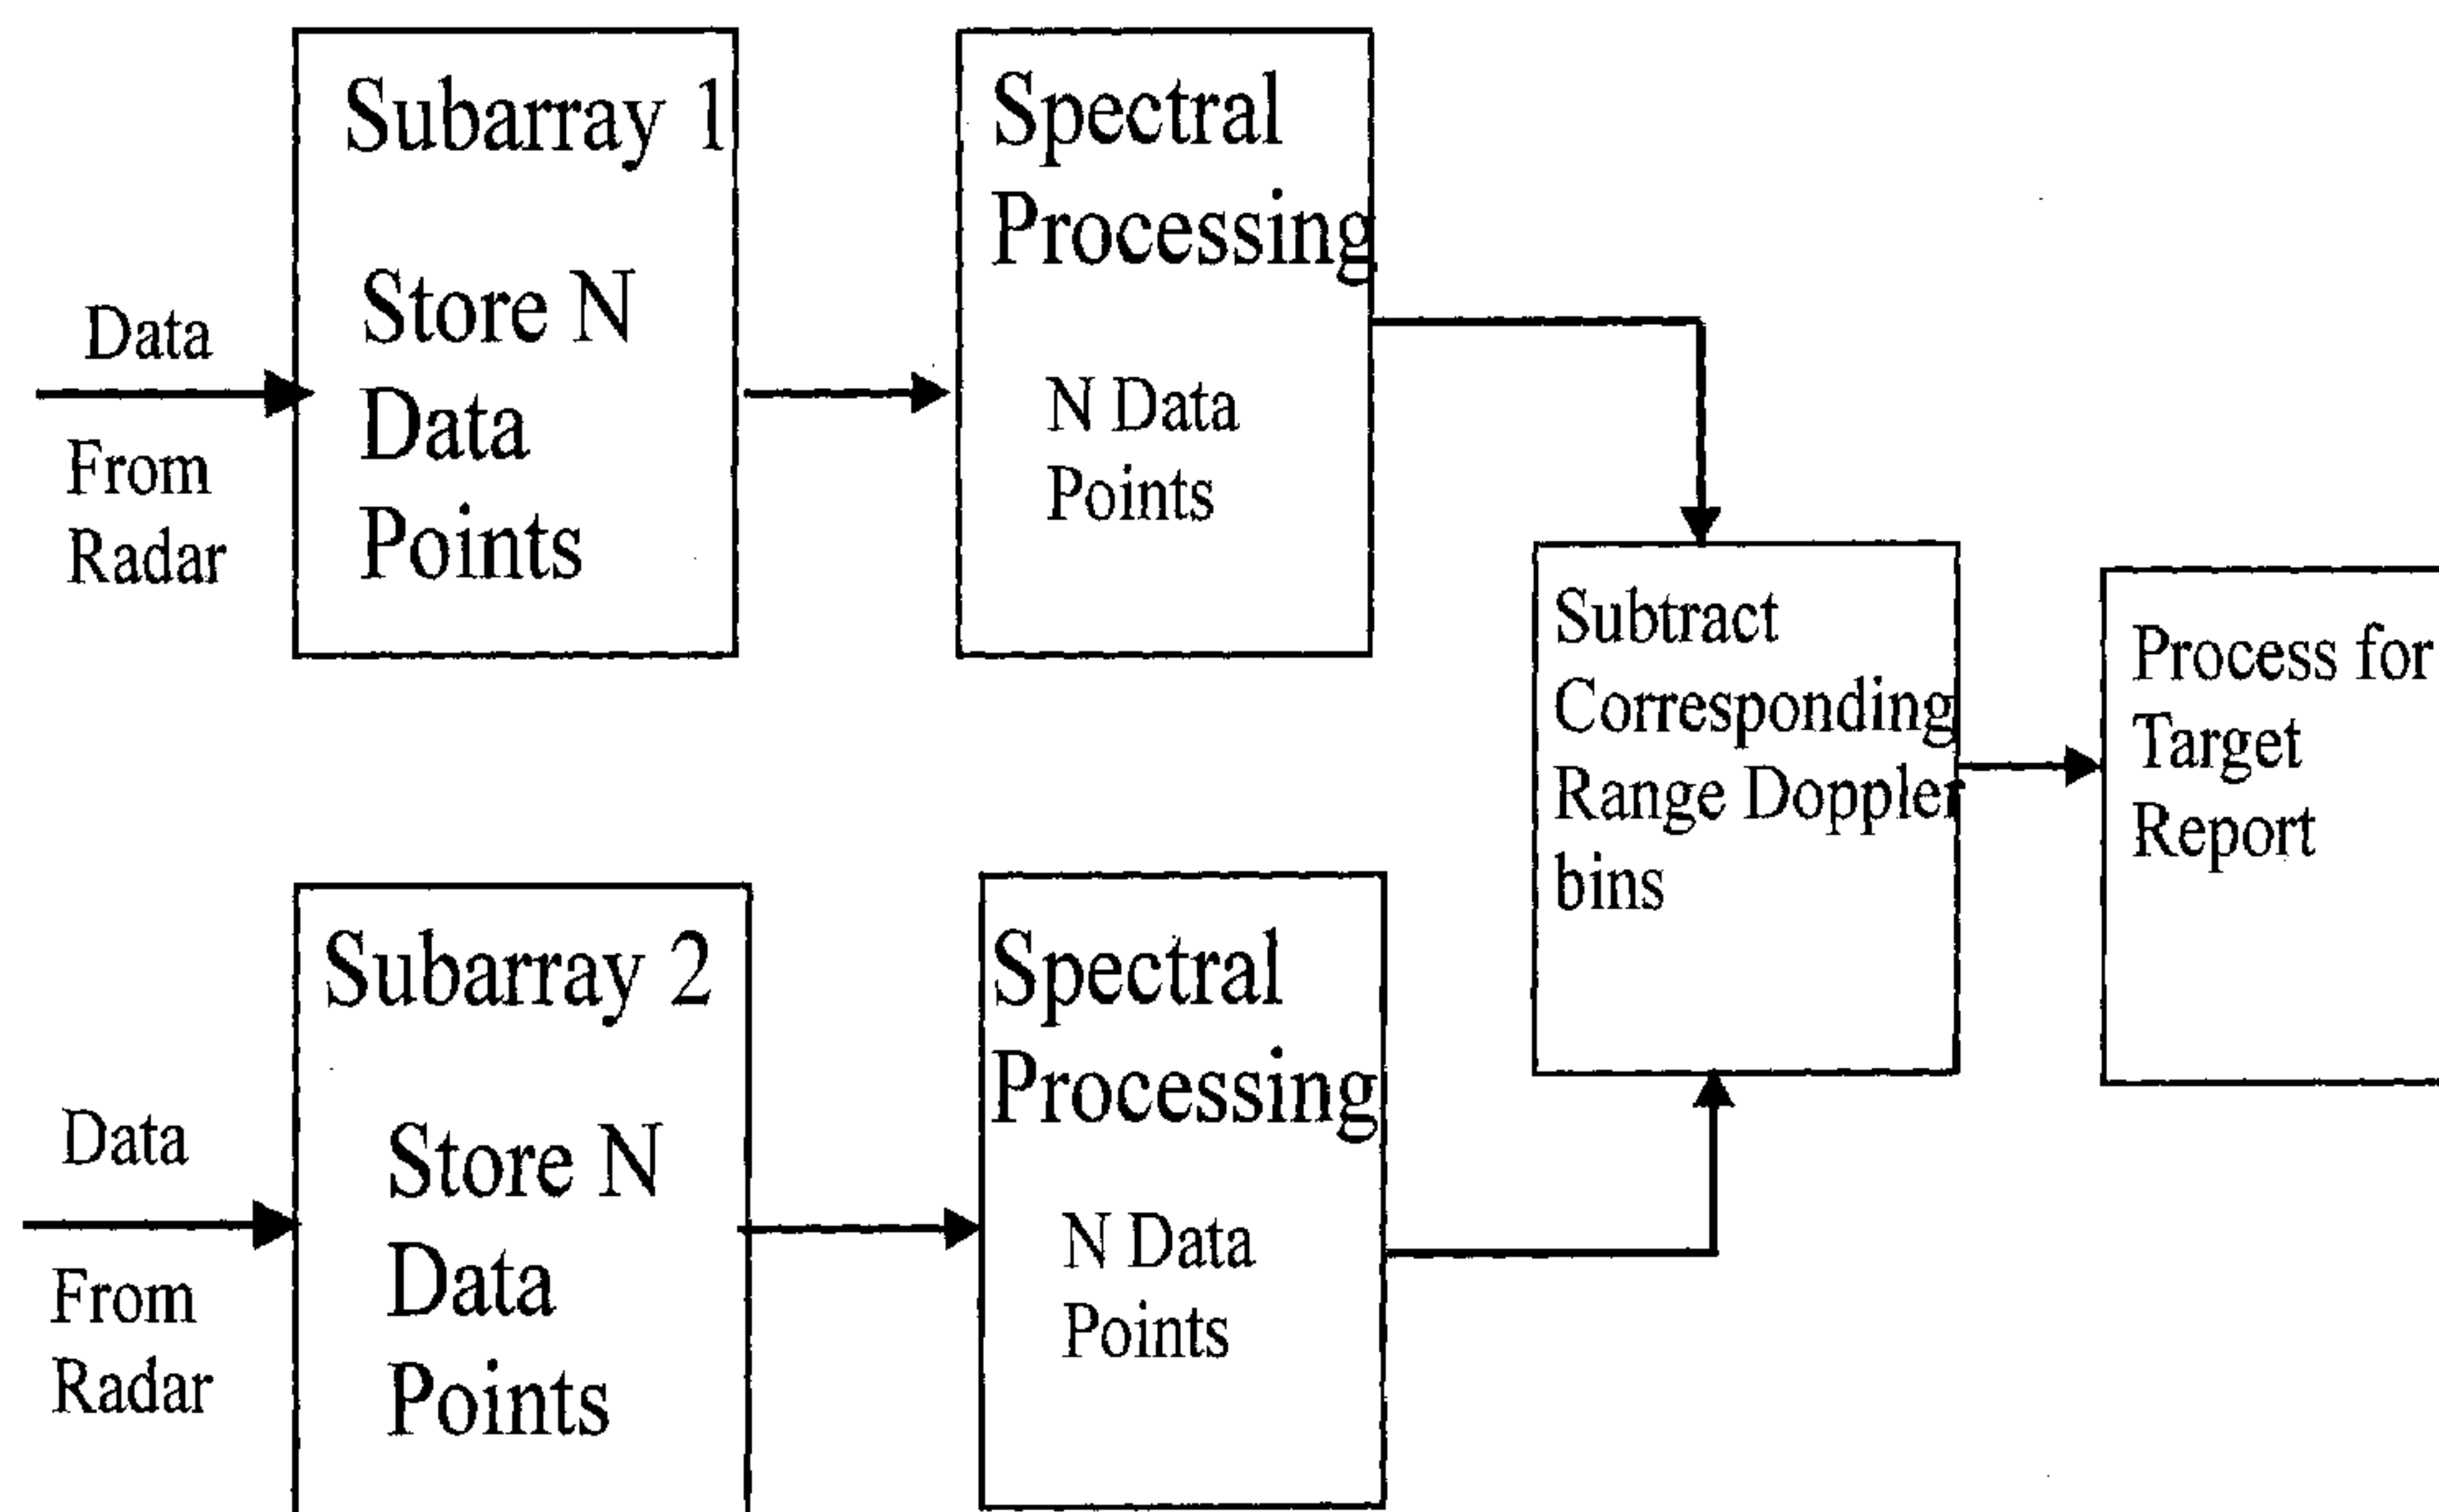 Data
From
Radar
Subarray 1
Store N
Data
Points
Spectral
Processing
N Data
Points
Subtract
Corresponding
Range Doppler
bins
Process for
Target
Report
Data
From
Radar
Subarray 2
Store N
Data
Points
Spectral
Processing
N Data
Points